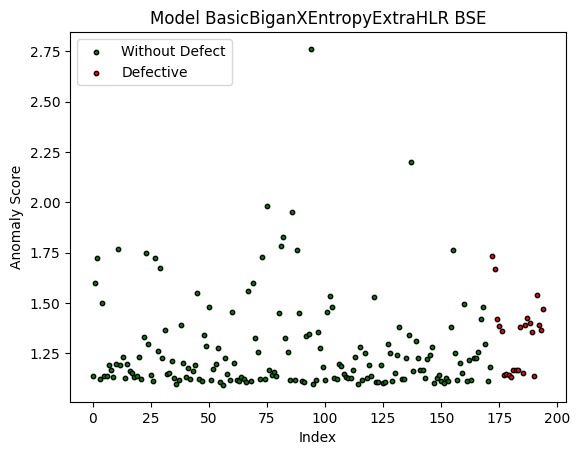 Model BasicBiganXEntropyExtraHLR BSE
Without Defect
Defective
Anomaly Score
2.75
2.50
2.25
2.00
1.75
1.50
1.25
0 25 50 75 100 125 150 175 200
Index